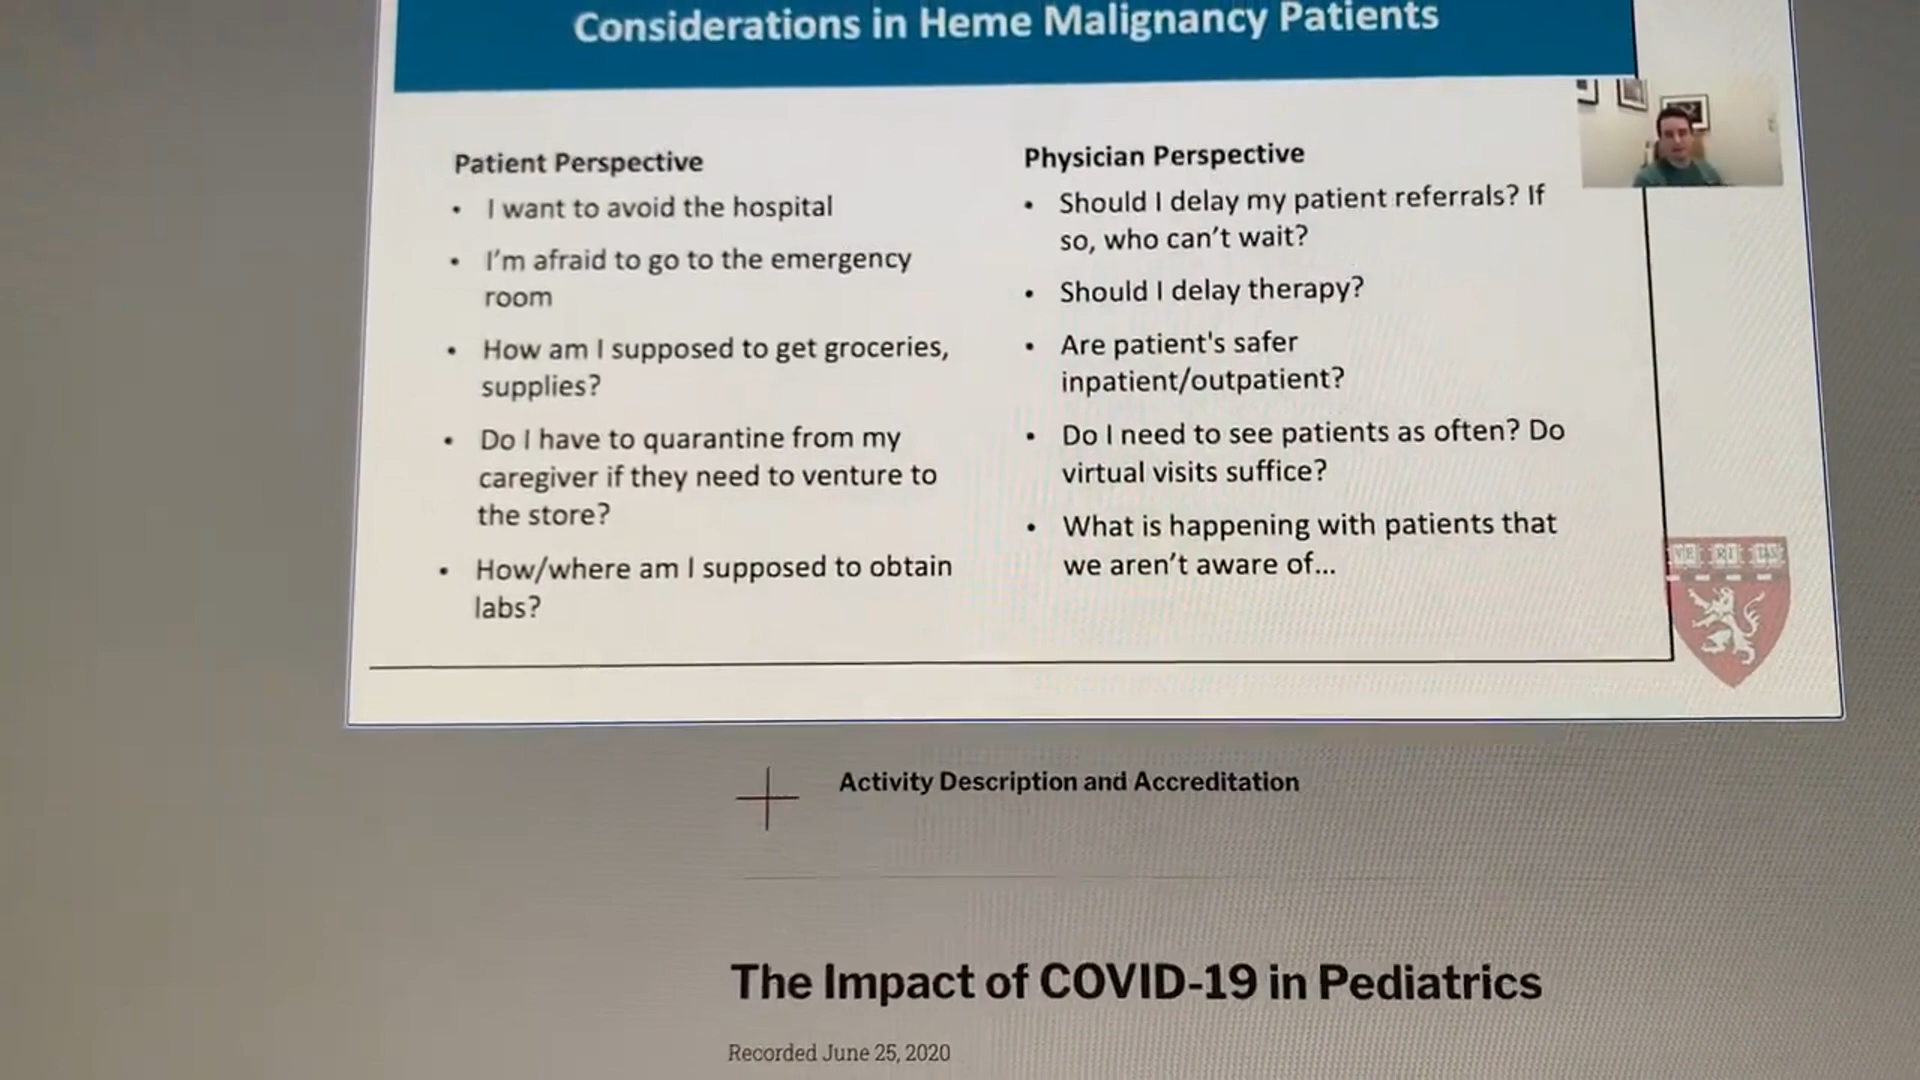 Considerations in Heme Malignancy Patients
Patient Perspective
• I want to avoid the hospital
• I'm afraid to go to the emergency
room
• How am I supposed to get groceries,
supplies?
• Do I have to quarantine from my
caregiver if they need to venture to
the store?
• How/where am I supposed to obtain
labs?
Physician Perspective
• Should I delay my patient referrals? If
so, who can't wait?
• Should I delay therapy?
• Are patient's safer
inpatient/outpatient?
• Do I need to see patients as often? Do
virtual visits suffice?
• What is happening with patients that
we aren't aware of...
VE RI TAS
Activity Description and Accreditation
The Impact of COVID-19 in Pediatrics
Recorded June 25, 2020